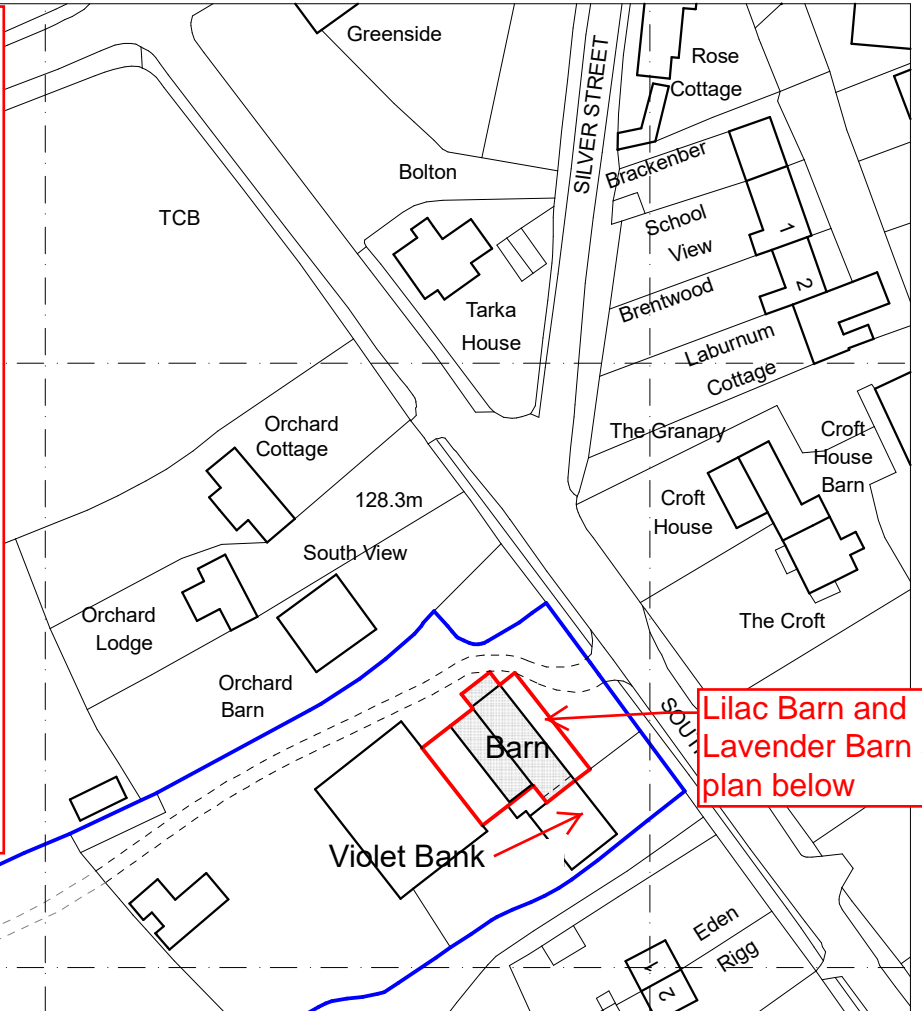 Greenside
Rose
Cottage
SILVER STREET
Bolton
Brackenber
TCB
School
View
1
Tarka
House
Brentwood
2
Laburnum
Cottage
Orchard
Cottage
The Granary
Croft
House
Barn
128.3m
Croft
House
South View
Orchard
Lodge
The Croft
Orchard
Barn
SOUT
Lilac Barn and
Lavender Barn
plan below
Barn
Violet Bank
Eden
Rigg
1
2